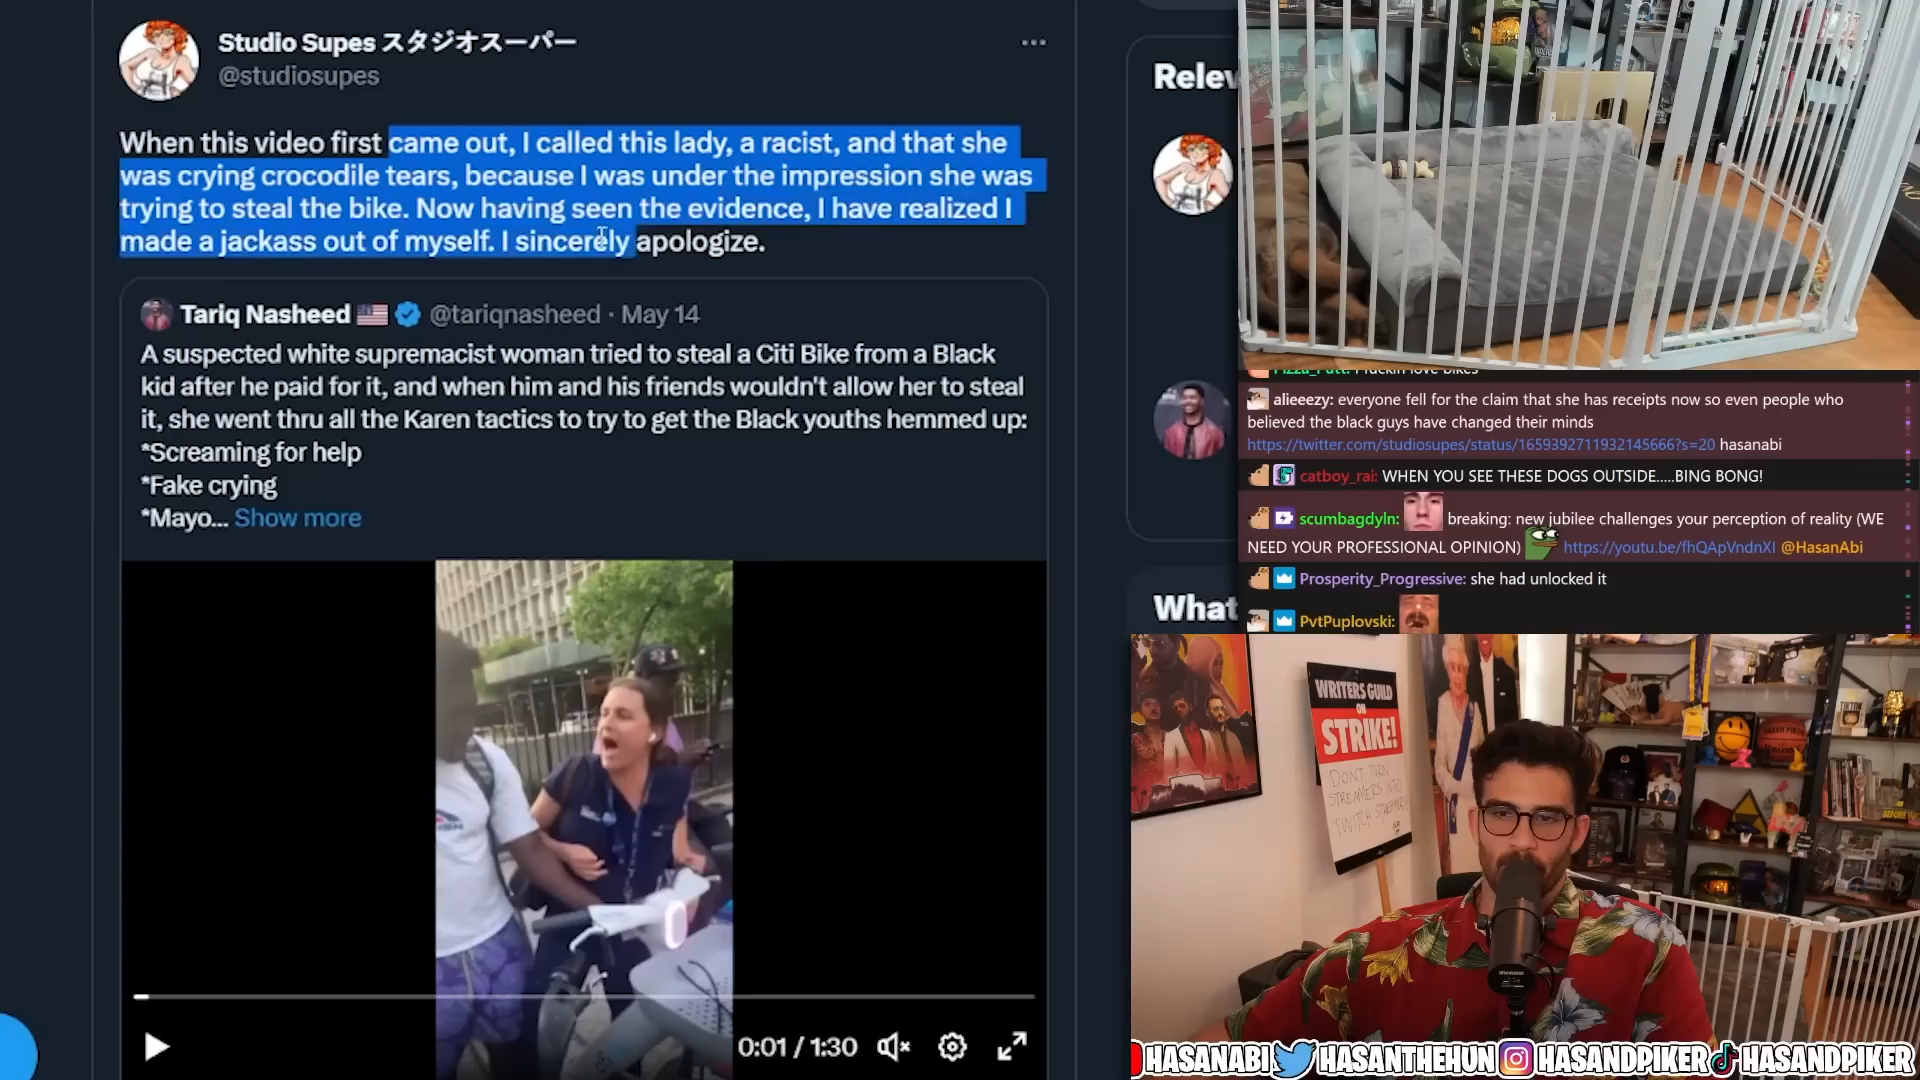 Studio Supes スタジオスーパー
@studiosupes
When this video first came out, I called this lady, a racist, and that she
was crying crocodile tears, because I was under the impression she was
trying to steal the bike. Now having seen the evidence, I have realized I
made a jackass out of myself. I sincerely apologize.
Tariq Nasheed @tariqnasheed · May 14
A suspected white supremacist woman tried to steal a Citi Bike from a Black
kid after he paid for it, and when him and his friends wouldn't allow her to steal
it, she went thru all the Karen tactics to try to get the Black youths hemmed up:
*Screaming for help
*Fake crying
*Mayo... Show more
0:01 / 1:30
Relev
What
alieeezy: everyone fell for the claim that she has receipts now so even people who
believed the black guys have changed their minds
https://twitter.com/studiosupes/status/1659392711932145666?s=20 hasanabi
catboy_rai: WHEN YOU SEE THESE DOGS OUTSIDE.....BING BONG!
scumbagdyln: breaking: new jubilee challenges your perception of reality (WE
NEED YOUR PROFESSIONAL OPINION) https://youtu.be/fhQApVndnXI @HasanAbi
Prosperity_Progressive: she had unlocked it
PvtPuplovski:
WRITERS GUILD
ON
STRIKE!
DONT TURN
STREAMERS INTO
TWITCH STREAMERS
HASANABI HASANTHEHUN HASANDPIKER HASANDPIKER